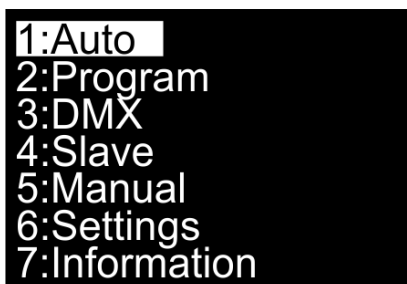 1:Auto
2:Program
3:DMX
4:Slave
5:Manual
6:Settings
7:Information